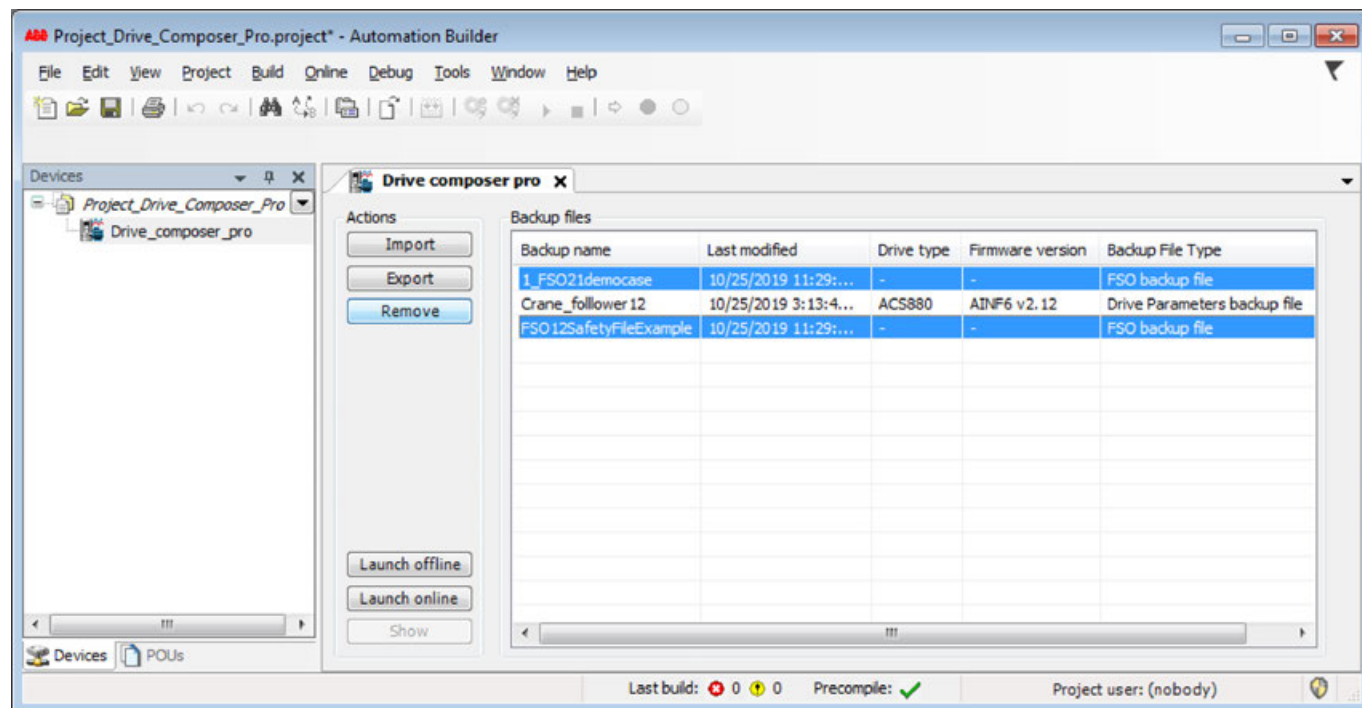 ABB Project_Drive_Composer_Pro.project* - Automation Builder
File Edit View Project Build Online Debug Tools Window Help
Devices
Project_Drive_Composer_Pro
Drive_composer_pro
Drive composer pro
Actions
Import
Export
Remove
Launch offline
Launch online
Show
Backup files
Backup name Last modified Drive type Firmware version Backup File Type
1_FSO21democase 10/25/2019 11:29:... - - FSO backup file
Crane_folllower12 10/25/2019 3:13:4... ACS880 AINF6 v2.12 Drive Parameters backup file
FSO12SafetyFileExample 10/25/2019 11:29:... - - FSO backup file
Devices POUs
Last build: 0 0 Precompile: Project user: (nobody)